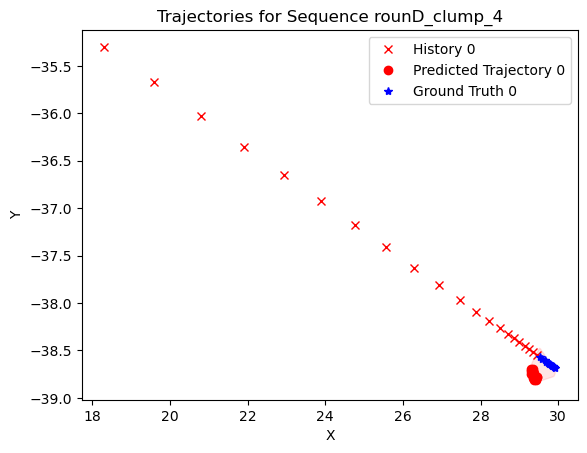 Trajectories for Sequence rounD_clump_4
History 0
Predicted Trajectory 0
Ground Truth 0
−35.5
−36.0
−36.5
−37.0
−37.5
−38.0
−38.5
−39.0
Y
18 20 22 24 26 28 30
X